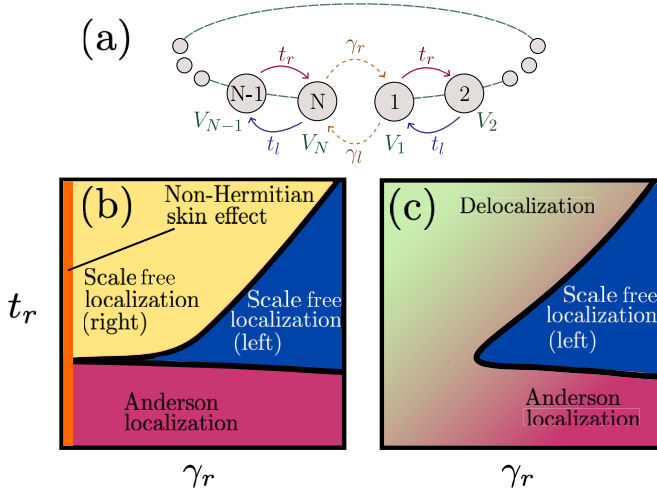 (a)
t_r γ_r t_r
N-1 N 1 2
V_{N-1} t_l V_N γ_l V_1 t_l V_2
(b)
Non-Hermitian
skin effect
Scale free
localization
(right)
Scale free
localization
(left)
Anderson
localization
t_r
γ_r
(c)
Delocalization
Scale free
localization
(left)
Anderson
localization
γ_r